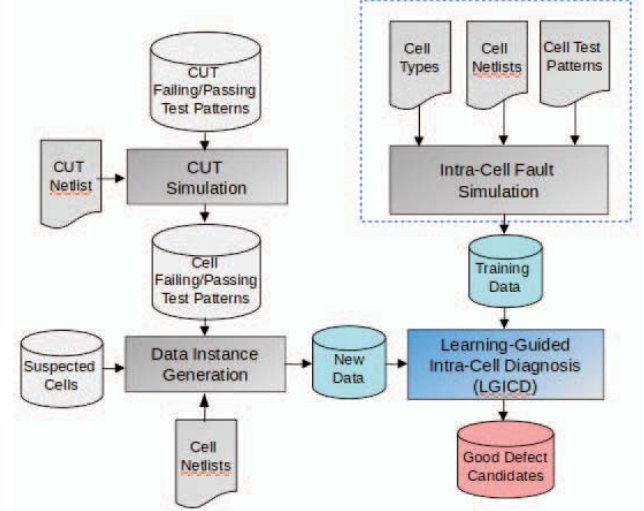 CUT
Failing/Passing
Test Patterns
Cell
Types
Cell
Netlists
Cell Test
Patterns
CUT
Netlist
CUT
Simulation
Intra-Cell Fault
Simulation
Cell
Failing/Passing
Test Patterns
Training
Data
Suspected
Cells
Data Instance
Generation
New
Data
Learning-Guided
Intra-Cell Diagnosis
(LGICD)
Cell
Netlists
Good Defect
Candidates